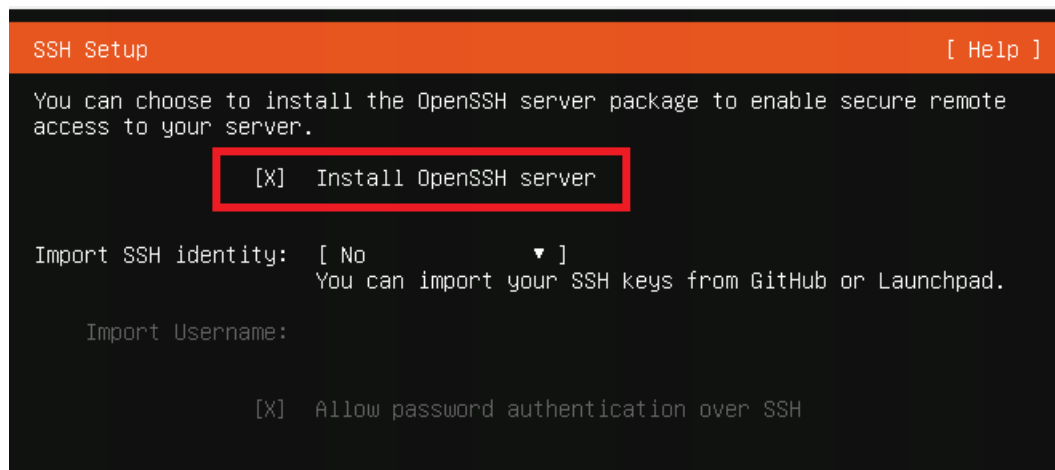 SSH Setup [ Help ]
You can choose to install the OpenSSH server package to enable secure remote
access to your server.
[X] Install OpenSSH server
Import SSH identity: [ No ▾ ]
You can import your SSH keys from GitHub or Launchpad.
Import Username:
[X] Allow password authentication over SSH